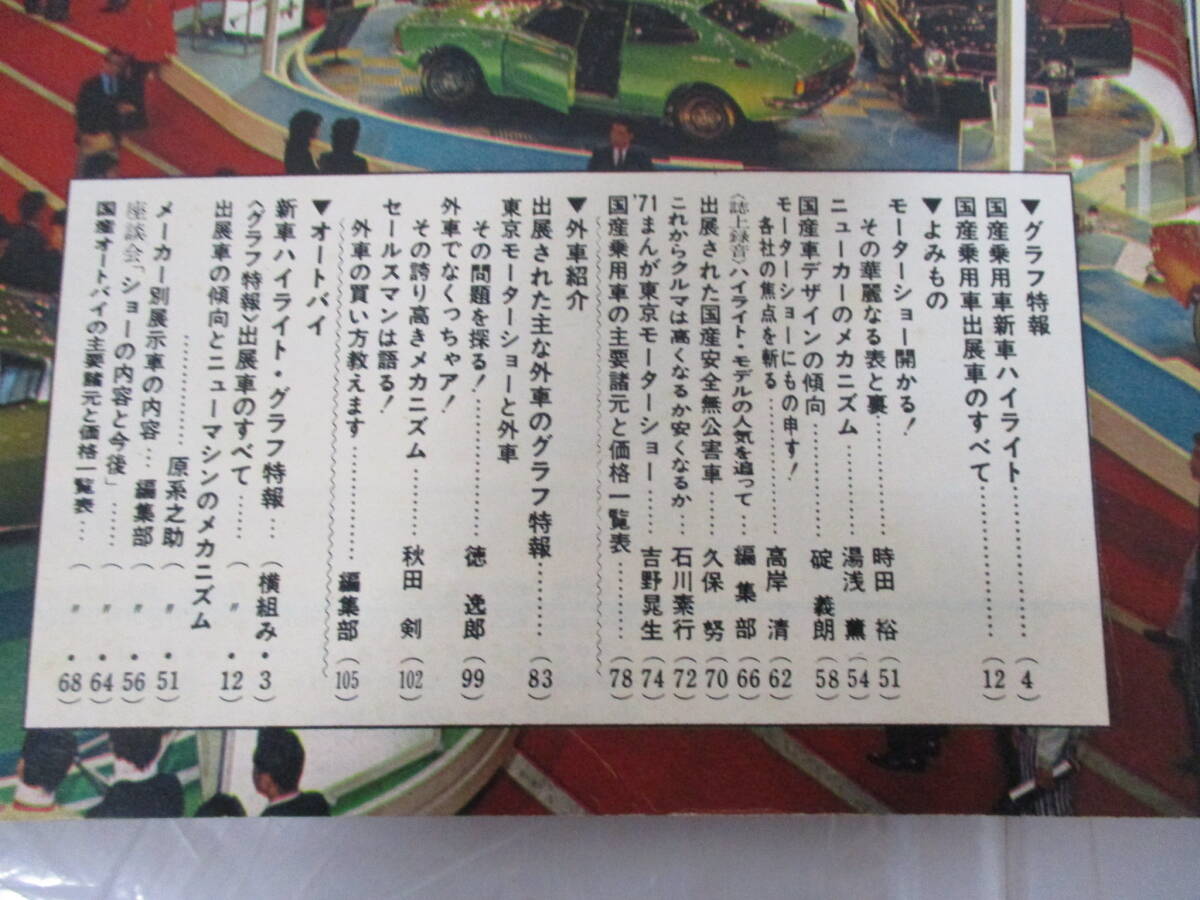 ▼グラフ特報
国産乗用車新車ハイライト……………(4)
国産乗用車出展車のすべて……………(12)
▼よみもの
モーターショー開かる！
その華麗なる表と裏…………時田 裕(51)
ニューカーのメカニズム……湯浅 薫(54)
国産車デザインの傾向………碇 義朗(58)
モーターショーにもの申す！
各社の焦点を斬る……………高岸 清(62)
〈誌上録音〉ハイライト・モデルの人気を追って…編集部(66)
出展された国産安全無公害車……久保 努(70)
これからクルマは高くなるか安くなるか…石川素行(72)
'71まんが東京モーターショー……吉野晃生(74)
国産乗用車の主要諸元と価格一覧表………(78)
▼外車紹介
出展された主な外車のグラフ特報………(83)
東京モーターショーと外車
その問題を探る！……………徳 逸郎(99)
外車でなくっちゃア！
その誇り高きメカニズム……秋田 剣(102)
セールスマンは語る！
外車の買い方教えます…………編集部(105)
▼オートバイ
新車ハイライト・グラフ特報…(横組み・3)
〈グラフ特報〉出展車のすべて……(〃・12)
出展車の傾向とニューマシンのメカニズム
……………原系之助(〃・51)
メーカー別展示車の内容…編集部(〃・56)
座談会「ショーの内容と今後」……(〃・64)
国産オートバイの主要諸元と価格一覧表…(〃・68)